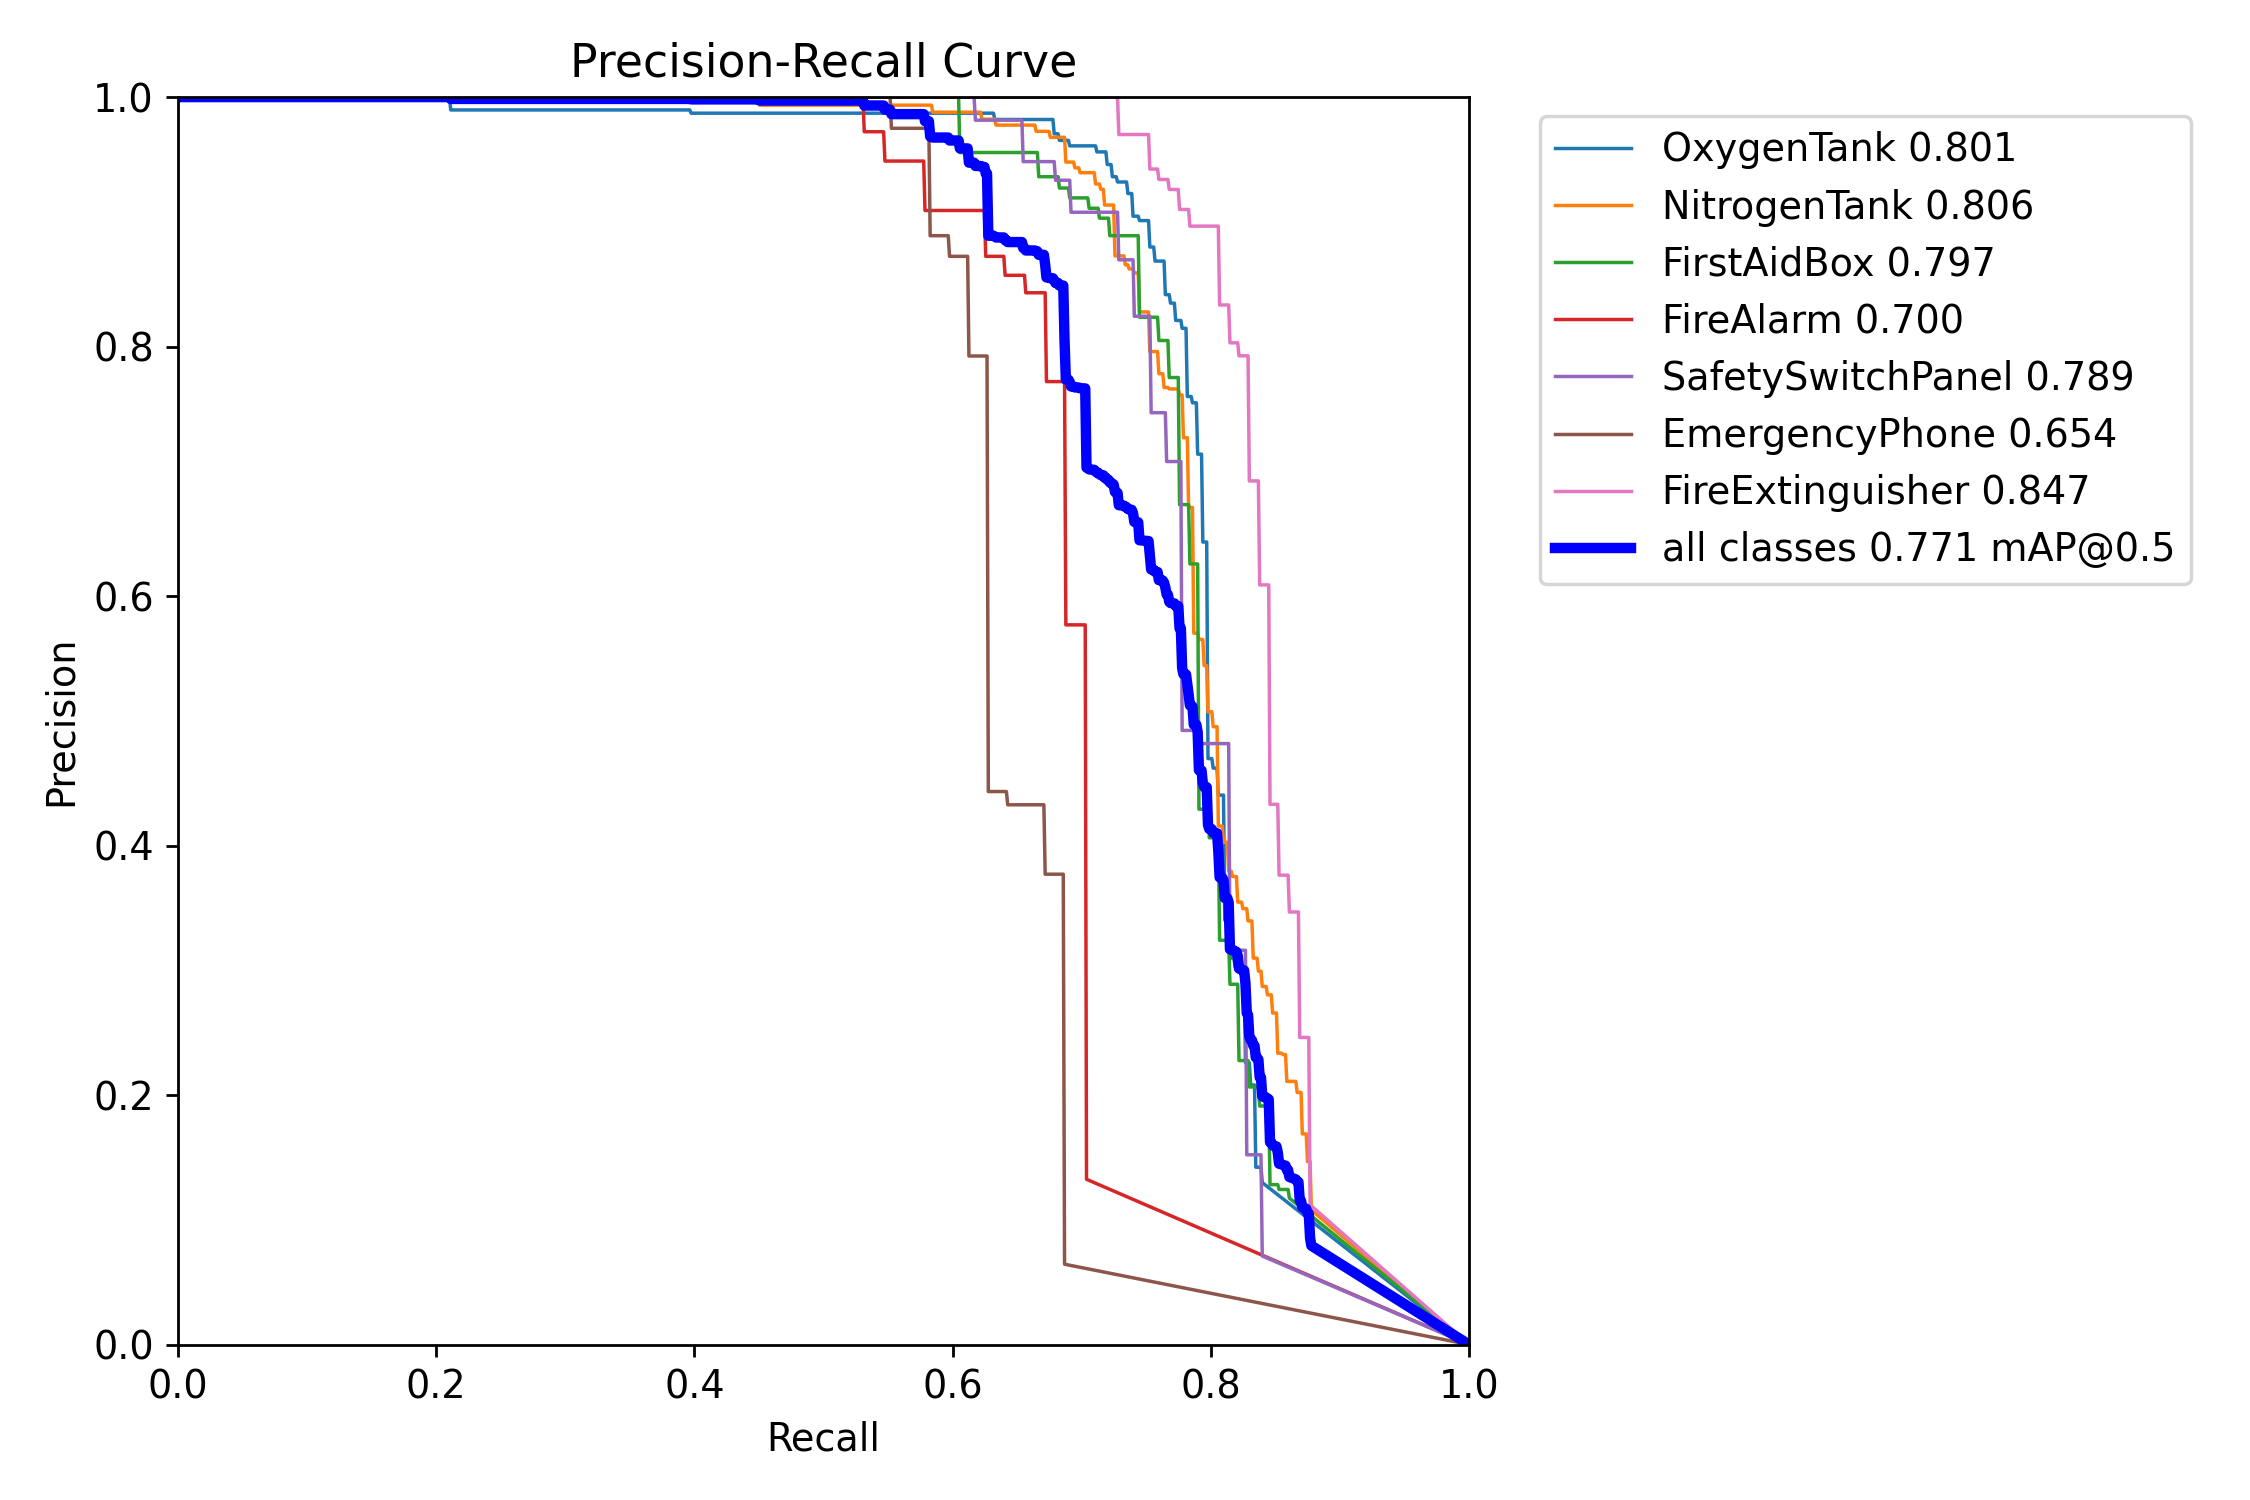 Precision-Recall Curve
1.0
0.8
0.6
0.4
0.2
0.0
Precision
0.0 0.2 0.4 0.6 0.8 1.0
Recall
OxygenTank 0.801
NitrogenTank 0.806
FirstAidBox 0.797
FireAlarm 0.700
SafetySwitchPanel 0.789
EmergencyPhone 0.654
FireExtinguisher 0.847
all classes 0.771 mAP@0.5